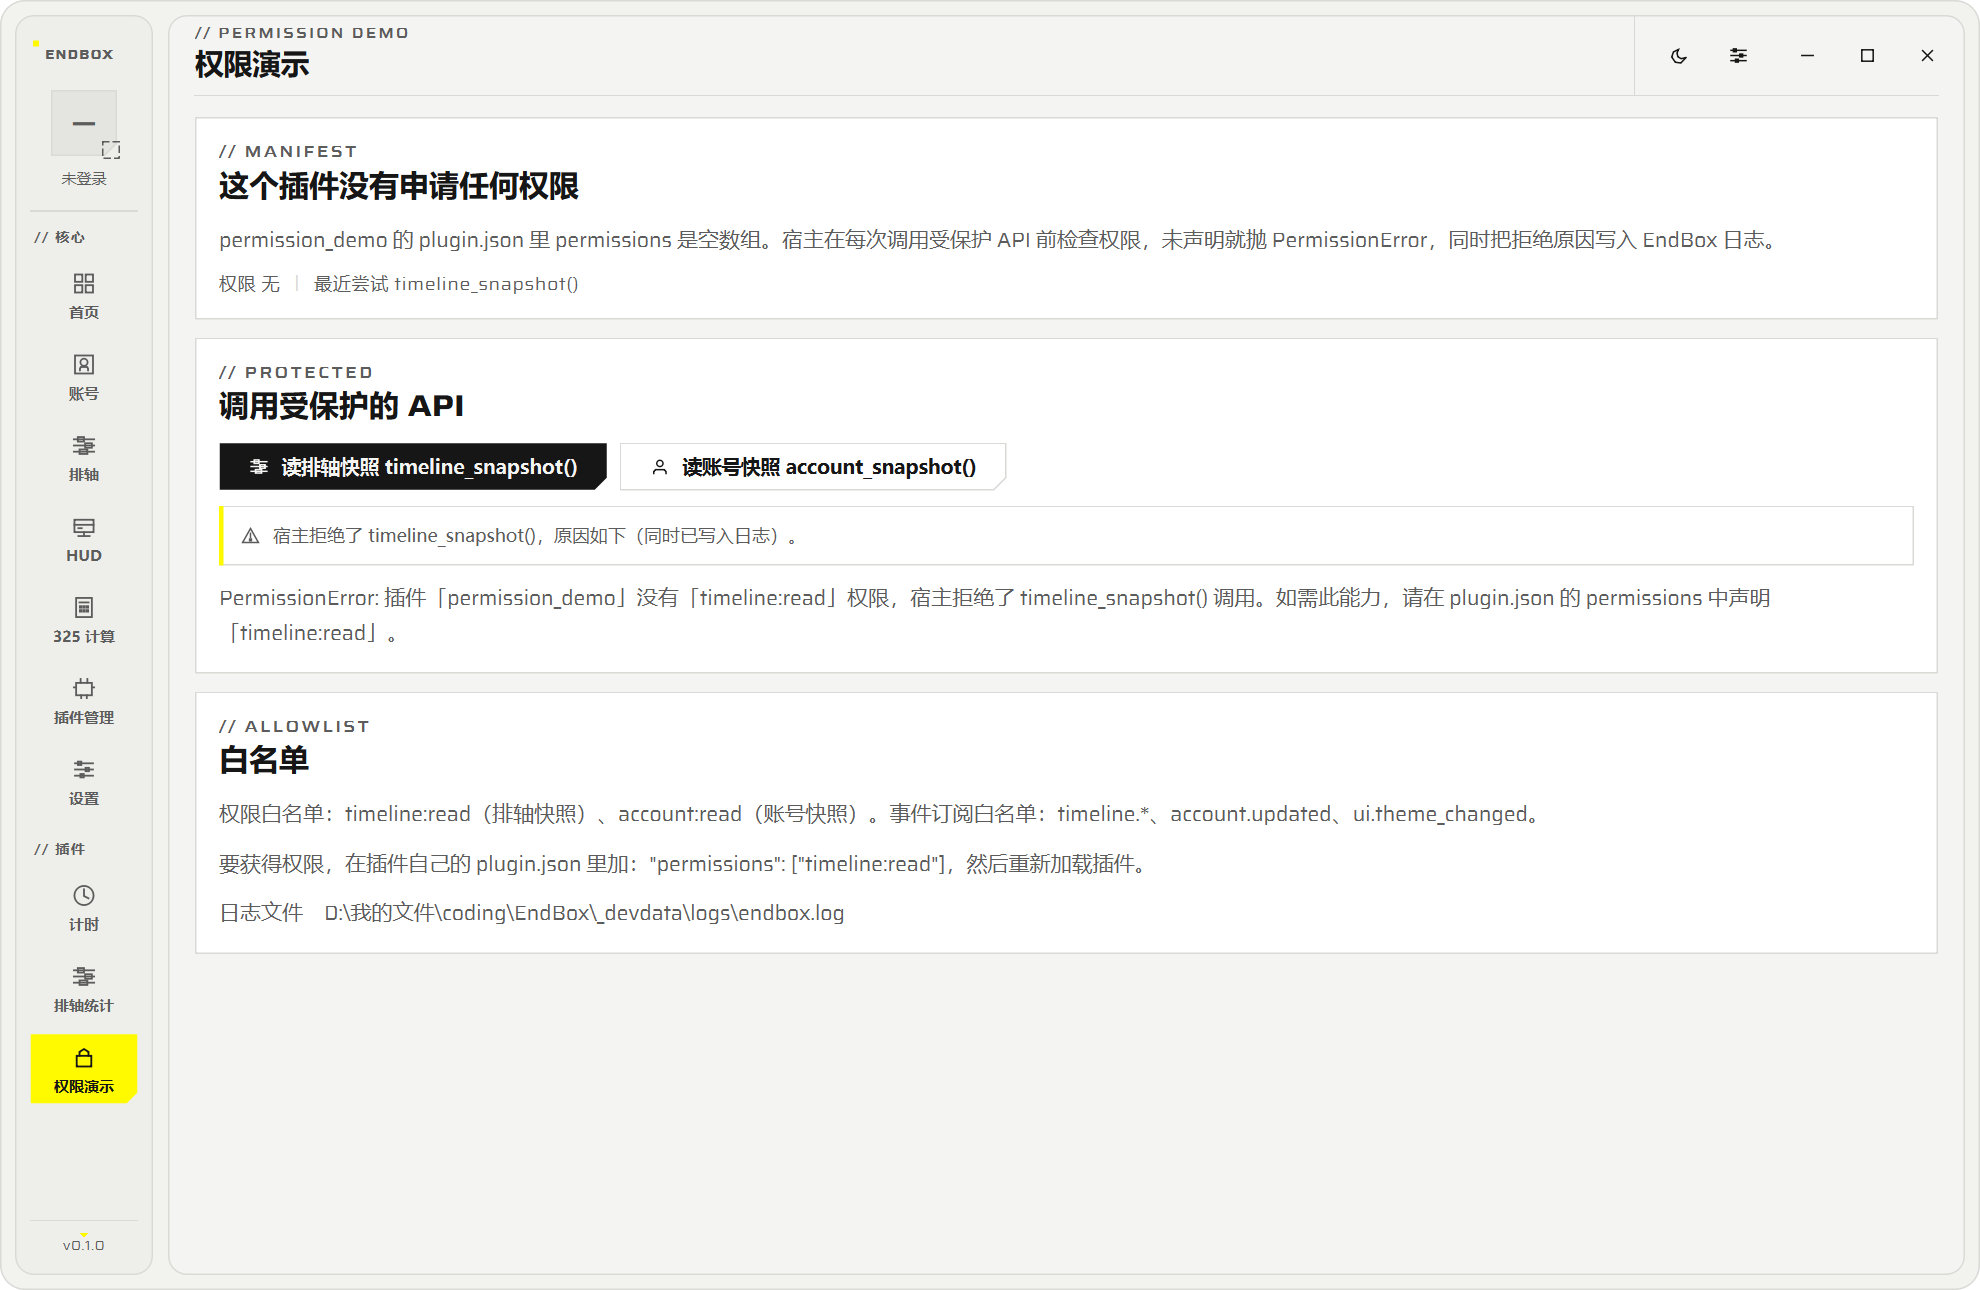 ENDBOX
未登录
// 核心
首页
账号
排轴
HUD
325 计算
插件管理
设置
// 插件
计时
排轴统计
权限演示
v0.1.0
// PERMISSION DEMO
权限演示
// MANIFEST
这个插件没有申请任何权限
permission_demo 的 plugin.json 里 permissions 是空数组。宿主在每次调用受保护 API 前检查权限，未声明就抛 PermissionError，同时把拒绝原因写入 EndBox 日志。
权限 无 | 最近尝试 timeline_snapshot()
// PROTECTED
调用受保护的 API
读排轴快照 timeline_snapshot() 读账号快照 account_snapshot()
宿主拒绝了 timeline_snapshot()，原因如下（同时已写入日志）。
PermissionError: 插件「permission_demo」没有「timeline:read」权限，宿主拒绝了 timeline_snapshot() 调用。如需此能力，请在 plugin.json 的 permissions 中声明
「timeline:read」。
// ALLOWLIST
白名单
权限白名单：timeline:read（排轴快照）、account:read（账号快照）。事件订阅白名单：timeline.*、account.updated、ui.theme_changed。
要获得权限，在插件自己的 plugin.json 里加："permissions": ["timeline:read"]，然后重新加载插件。
日志文件 D:\我的文件\coding\EndBox\_devdata\logs\endbox.log